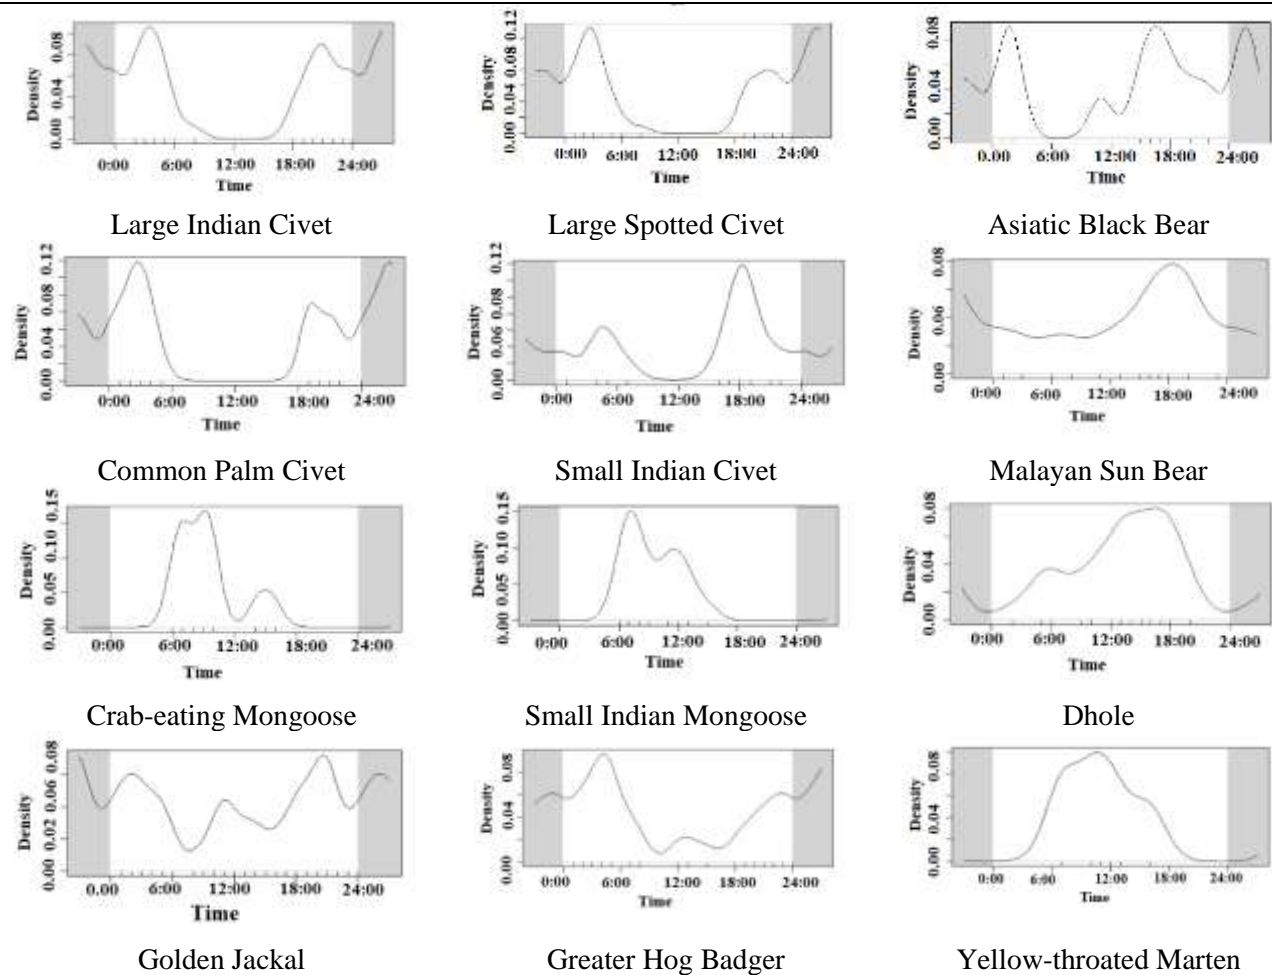 Density
0.00 0.04 0.08
0:00 6:00 12:00 18:00 24:00
Time
Large Indian Civet
Density
0.00 0.04 0.08 0.12
0:00 6:00 12:00 18:00 24:00
Time
Large Spotted Civet
Density
0.00 0.04 0.08
0.00 6:00 12:00 18:00 24:00
Time
Asiatic Black Bear
Density
0.00 0.04 0.08 0.12
0:00 6:00 12:00 18:00 24:00
Time
Common Palm Civet
Density
0.00 0.06 0.08 0.12
0:00 6:00 12:00 18:00 24:00
Time
Small Indian Civet
Density
0.00 0.06 0.08
0:00 6:00 12:00 18:00 24:00
Time
Malayan Sun Bear
Density
0.00 0.05 0.10 0.15
0:00 6:00 12:00 18:00 24:00
Time
Crab-eating Mongoose
Density
0.00 0.05 0.10 0.15
0:00 6:00 12:00 18:00 24:00
Time
Small Indian Mongoose
Density
0.00 0.04 0.08
0:00 6:00 12:00 18:00 24:00
Time
Dhole
Density
0.00 0.02 0.06 0.08
0.00 6:00 12:00 18:00 24:00
Time
Golden Jackal
Density
0.00 0.04 0.08
0:00 6:00 12:00 18:00 24:00
Time
Greater Hog Badger
Density
0.00 0.04 0.08
0:00 6:00 12:00 18:00 24:00
Time
Yellow-throated Marten